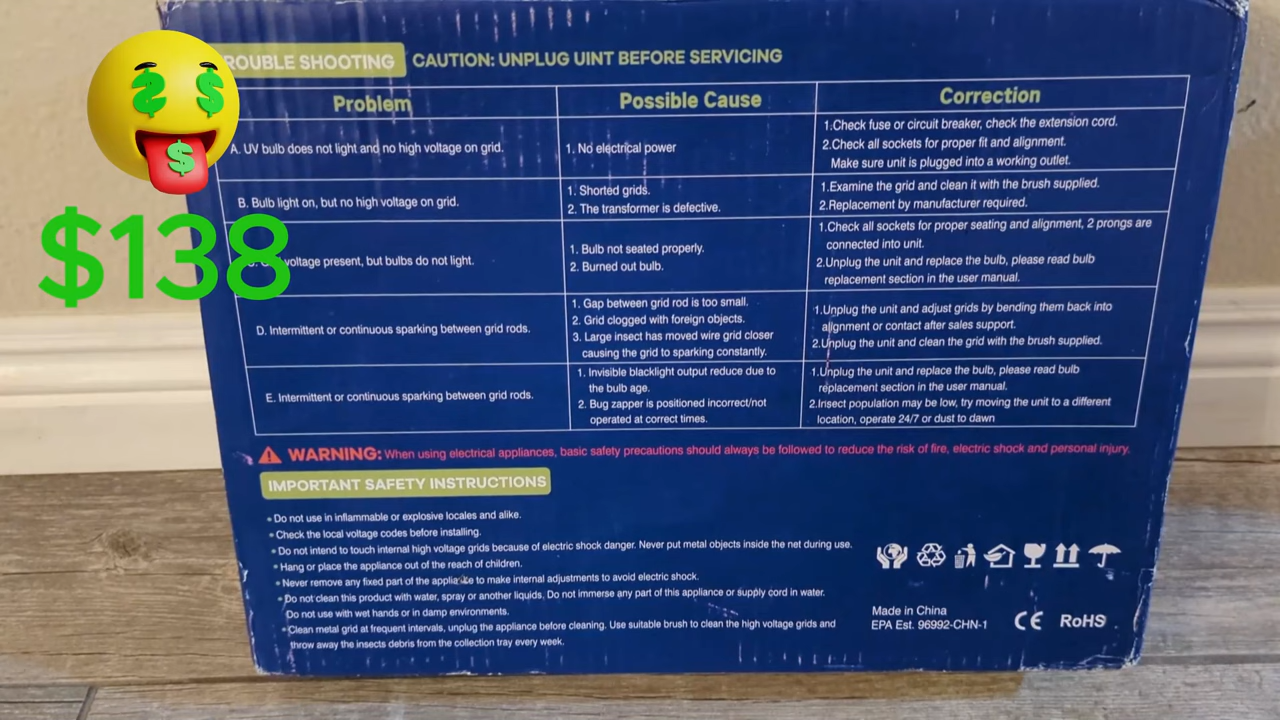 ROUBLE SHOOTING CAUTION: UNPLUG UINT BEFORE SERVICING
Problem Possible Cause Correction
A. UV bulb does not light and no high voltage on grid.
1. No electrical power
1.Check fuse or circuit breaker, check the extension cord.
2.Check all sockets for proper fit and alignment.
Make sure unit is plugged into a working outlet.
B. Bulb light on, but no high voltage on grid.
1. Shorted grids.
2. The transformer is defective.
1.Examine the grid and clean it with the brush supplied.
2.Replacement by manufacturer required.
voltage present, but bulbs do not light.
1. Bulb not seated properly.
2. Burned out bulb.
1.Check all sockets for proper seating and alignment, 2 prongs are
connected into unit.
2.Unplug the unit and replace the bulb, please read bulb
replacement section in the user manual.
D. Intermittent or continuous sparking between grid rods.
1. Gap between grid rod is too small.
2. Grid clogged with foreign objects.
3. Large insect has moved wire grid closer
causing the grid to sparking constantly.
1.Unplug the unit and adjust grids by bending them back into
alignment or contact after sales support.
2.Unplug the unit and clean the grid with the brush supplied.
E. Intermittent or continuous sparking between grid rods.
1. Invisible blacklight output reduce due to
the bulb age.
2. Bug zapper is positioned incorrect/not
operated at correct times.
1.Unplug the unit and replace the bulb, please read bulb
replacement section in the user manual.
2.Insect population may be low, try moving the unit to a different
location, operate 24/7 or dust to dawn
$138
WARNING: When using electrical appliances, basic safety precautions should always be followed to reduce the risk of fire, electric shock and personal injury.
IMPORTANT SAFETY INSTRUCTIONS
• Do not use in inflammable or explosive locales and alike.
• Check the local voltage codes before installing.
• Do not intend to touch internal high voltage grids because of electric shock danger. Never put metal objects inside the net during use.
• Hang or place the appliance out of the reach of children.
• Never remove any fixed part of the appliance to make internal adjustments to avoid electric shock.
• Do not clean this product with water, spray or another liquids. Do not immerse any part of this appliance or supply cord in water.
Do not use with wet hands or in damp environments.
• Clean metal grid at frequent intervals, unplug the appliance before cleaning. Use suitable brush to clean the high voltage grids and
throw away the insects debris from the collection tray every week.
Made in China
EPA Est. 96992-CHN-1
CE RoHS